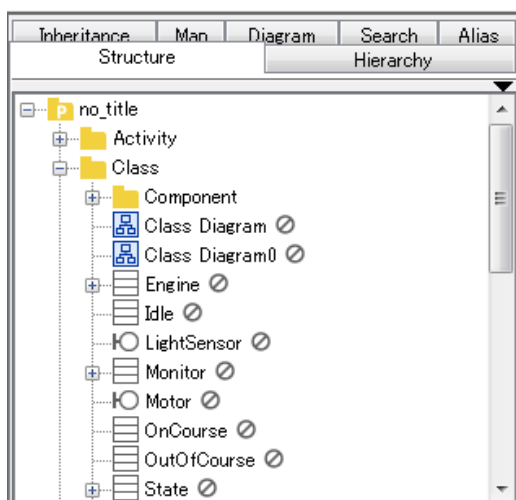 Inheritance Map Diagram Search Alias
Structure Hierarchy
no_title
Activity
Class
Component
Class Diagram
Class Diagram0
Engine
Idle
LightSensor
Monitor
Motor
OnCourse
OutOfCourse
State